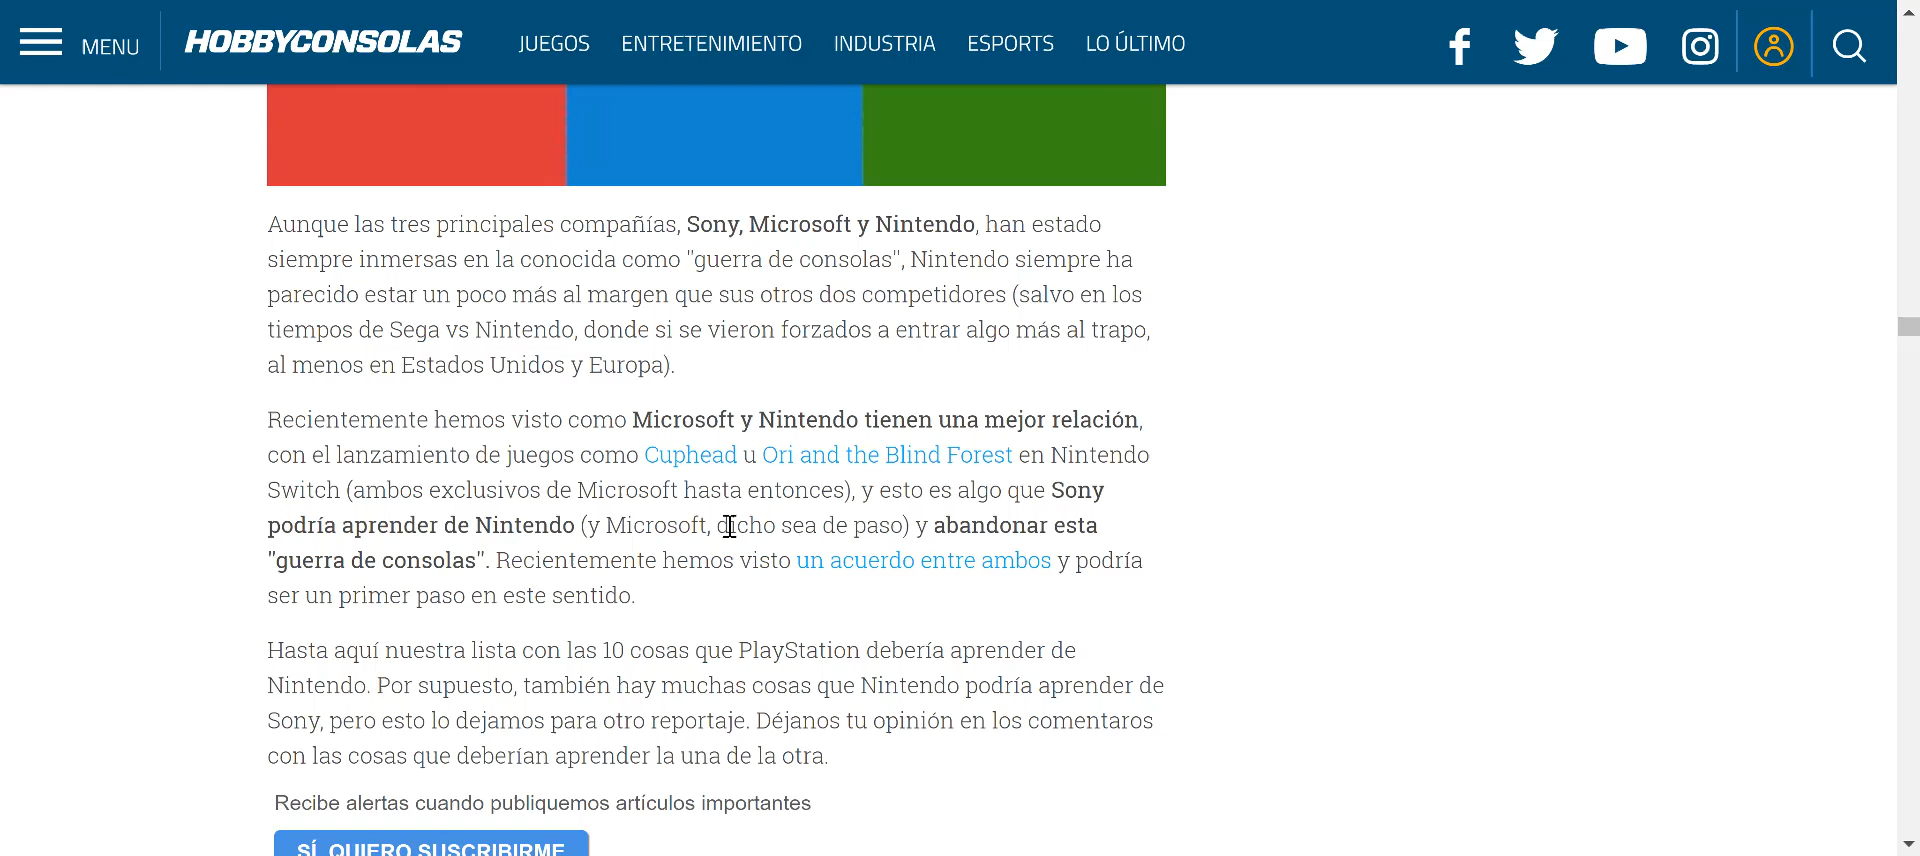 MENU
HOBBYCONSOLAS
JUEGOS ENTRETENIMIENTO INDUSTRIA ESPORTS LO ÚLTIMO
Aunque las tres principales compañías, Sony, Microsoft y Nintendo, han estado
siempre inmersas en la conocida como "guerra de consolas", Nintendo siempre ha
parecido estar un poco más al margen que sus otros dos competidores (salvo en los
tiempos de Sega vs Nintendo, donde si se vieron forzados a entrar algo más al trapo,
al menos en Estados Unidos y Europa).
Recientemente hemos visto como Microsoft y Nintendo tienen una mejor relación,
con el lanzamiento de juegos como Cuphead u Ori and the Blind Forest en Nintendo
Switch (ambos exclusivos de Microsoft hasta entonces), y esto es algo que Sony
podría aprender de Nintendo (y Microsoft, dicho sea de paso) y abandonar esta
"guerra de consolas". Recientemente hemos visto un acuerdo entre ambos y podría
ser un primer paso en este sentido.
Hasta aquí nuestra lista con las 10 cosas que PlayStation debería aprender de
Nintendo. Por supuesto, también hay muchas cosas que Nintendo podría aprender de
Sony, pero esto lo dejamos para otro reportaje. Déjanos tu opinión en los comentaros
con las cosas que deberían aprender la una de la otra.
Recibe alertas cuando publiquemos artículos importantes
SÍ, QUIERO SUSCRIBIRME